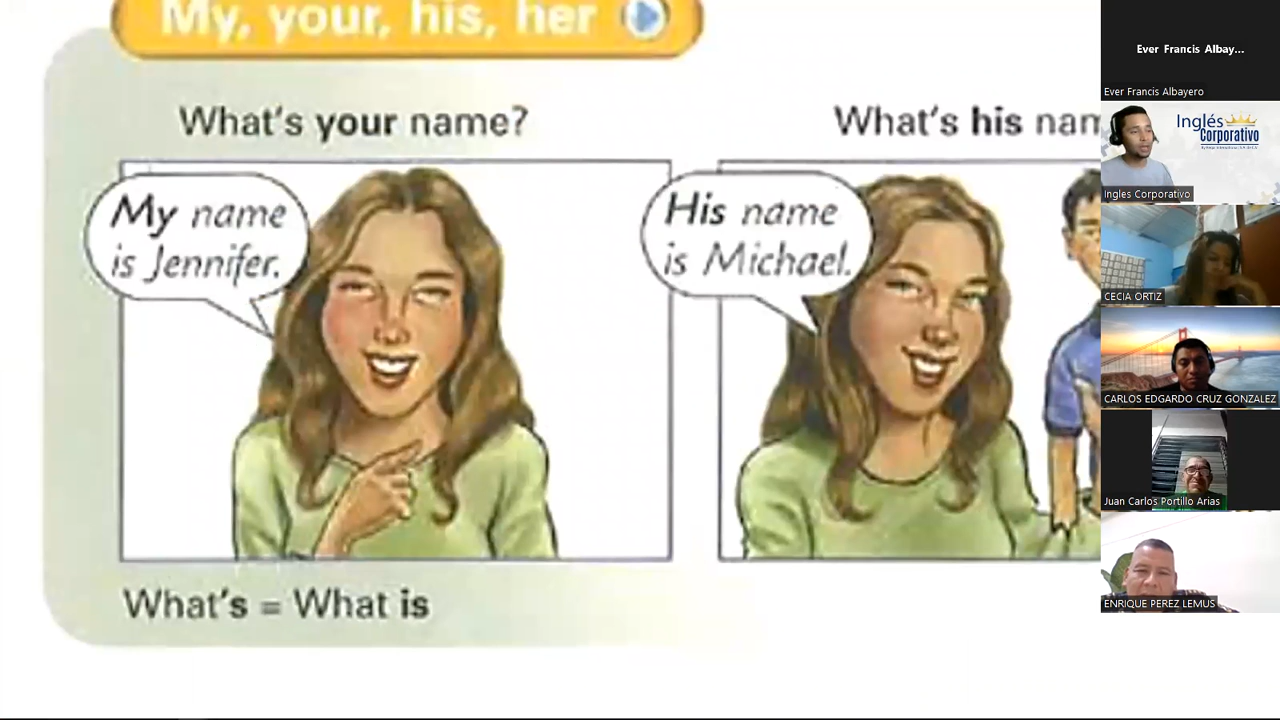 My, your, his, her
What's your name?
My name
is Jennifer.
What's his nam
His name
is Michael.
What's = What is
Ever Francis Albay...
Ever Francis Albayero
Inglés
Corporativo
Ingles Corporativo
CECIA ORTIZ
CARLOS EDGARDO CRUZ GONZALEZ
Juan Carlos Portillo Arias
ENRIQUE PEREZ LEMUS